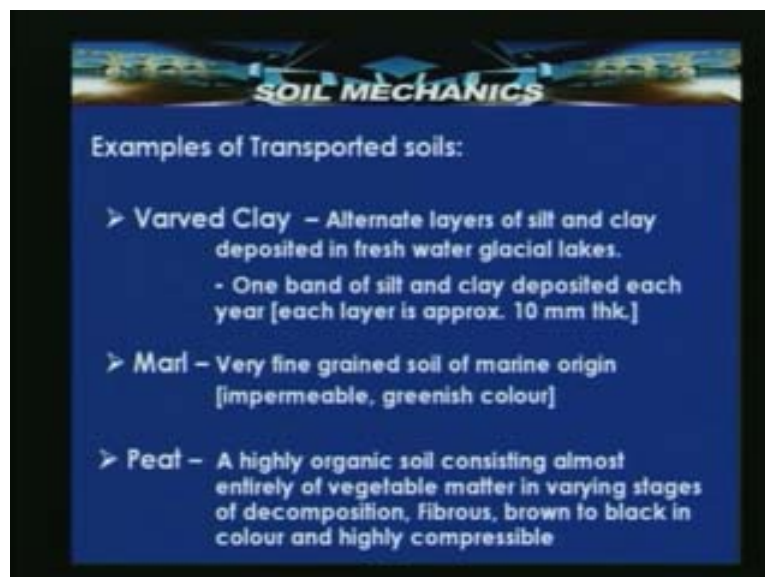 SOIL MECHANICS
Examples of Transported soils:
➢ Varved Clay – Alternate layers of silt and clay
deposited in fresh water glacial lakes.
- One band of silt and clay deposited each
year [each layer is approx. 10 mm thk.]
➢ Marl – Very fine grained soil of marine origin
[impermeable, greenish colour]
➢ Peat – A highly organic soil consisting almost
entirely of vegetable matter in varying stages
of decomposition, Fibrous, brown to black in
colour and highly compressible